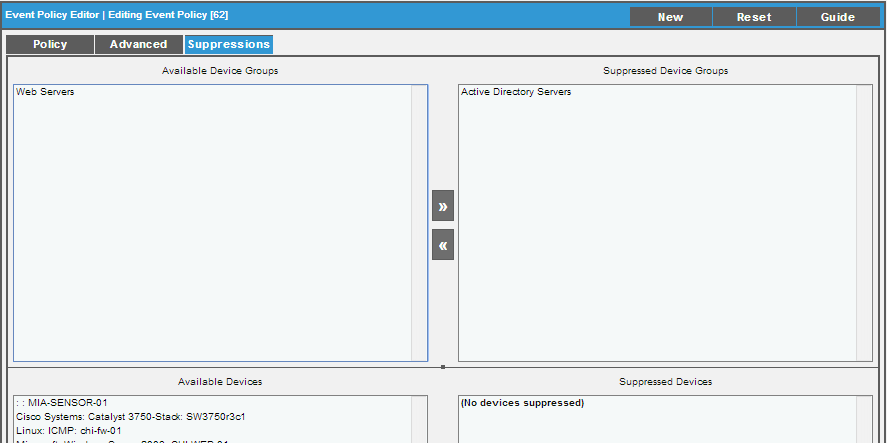 Event Policy Editor | Editing Event Policy [62]
New
Reset
Guide
Policy
Advanced
Suppressions
Available Device Groups
Suppressed Device Groups
Web Servers
Active Directory Servers
»
«
Available Devices
Suppressed Devices
: : MIA-SENSOR-01
(No devices suppressed)
Cisco Systems: Catalyst 3750-Stack: SW3750r3c1
Linux: ICMP: chi-fw-01